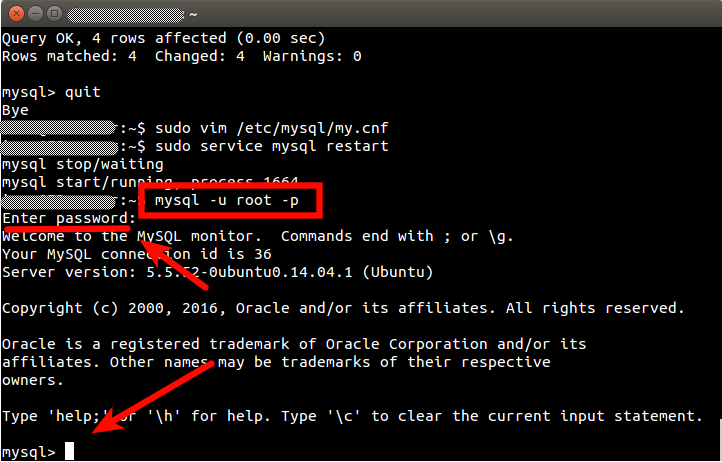 ~
Query OK, 4 rows affected (0.00 sec)
Rows matched: 4  Changed: 4  Warnings: 0
mysql> quit
Bye
:~$ sudo vim /etc/mysql/my.cnf
:~$ sudo service mysql restart
mysql stop/waiting
mysql start/running, process 1664
:~ mysql -u root -p
Enter password:
Welcome to the MySQL monitor.  Commands end with ; or \g.
Your MySQL connection id is 36
Server version: 5.5.52-0ubuntu0.14.04.1 (Ubuntu)
Copyright (c) 2000, 2016, Oracle and/or its affiliates. All rights reserved.
Oracle is a registered trademark of Oracle Corporation and/or its
affiliates. Other names may be trademarks of their respective
owners.
Type 'help;' or '\h' for help. Type '\c' to clear the current input statement.
mysql>